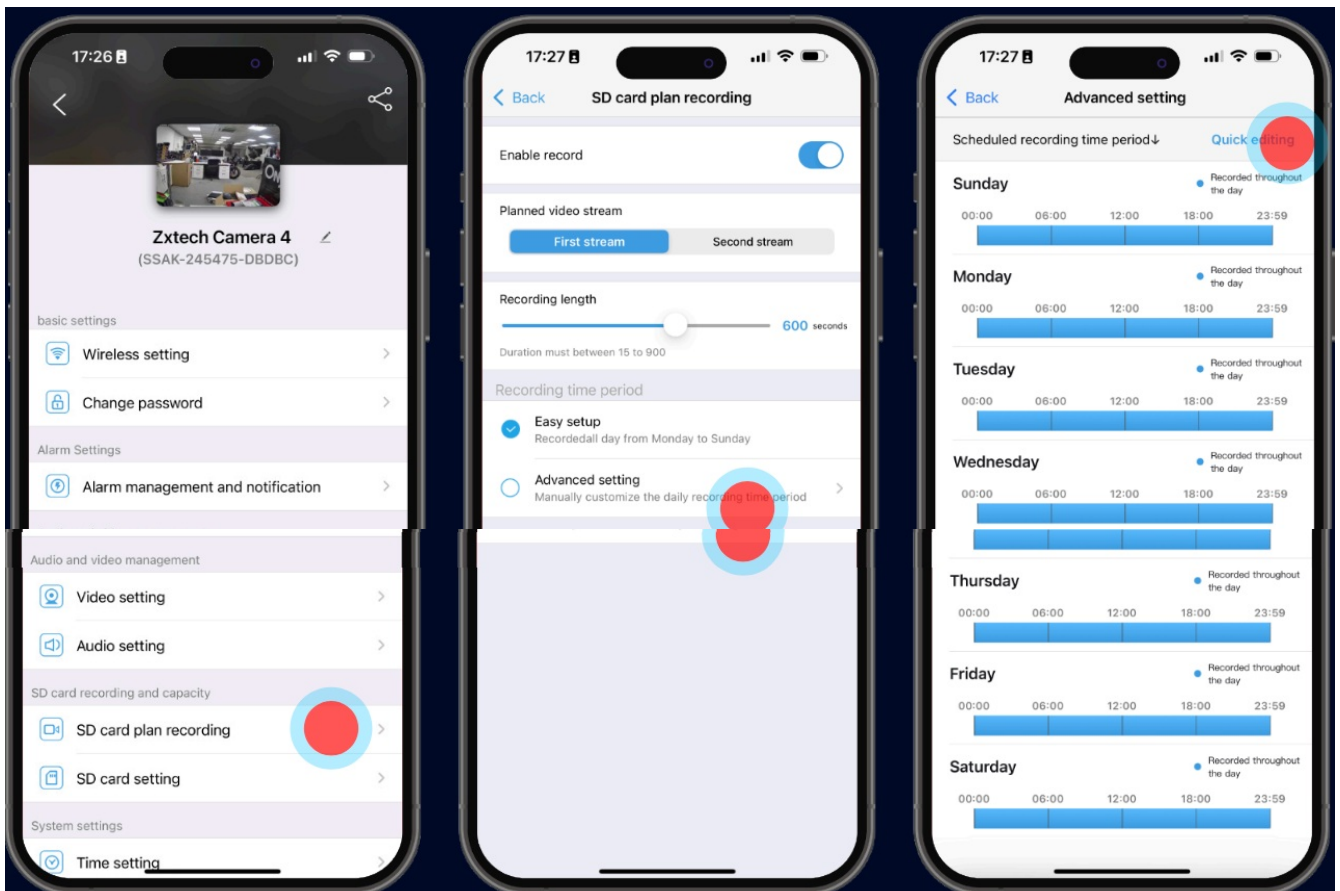 17:26
Zxtech Camera 4
(SSAK-245475-DBDBC)
basic settings
Wireless setting
Change password
Alarm Settings
Alarm management and notification
Audio and video management
Video setting
Audio setting
SD card recording and capacity
SD card plan recording
SD card setting
System settings
Time setting
17:27
Back SD card plan recording
Enable record
Planned video stream
First stream Second stream
Recording length
600 seconds
Duration must between 15 to 900
Recording time period
Easy setup
Recordedall day from Monday to Sunday
Advanced setting
Manually customize the daily recording time period
17:27
Back Advanced setting
Scheduled recording time period↓ Quick editing
Sunday Recorded throughout
the day
00:00 06:00 12:00 18:00 23:59
Monday Recorded throughout
the day
00:00 06:00 12:00 18:00 23:59
Tuesday Recorded throughout
the day
00:00 06:00 12:00 18:00 23:59
Wednesday Recorded throughout
the day
00:00 06:00 12:00 18:00 23:59
Thursday Recorded throughout
the day
00:00 06:00 12:00 18:00 23:59
Friday Recorded throughout
the day
00:00 06:00 12:00 18:00 23:59
Saturday Recorded throughout
the day
00:00 06:00 12:00 18:00 23:59